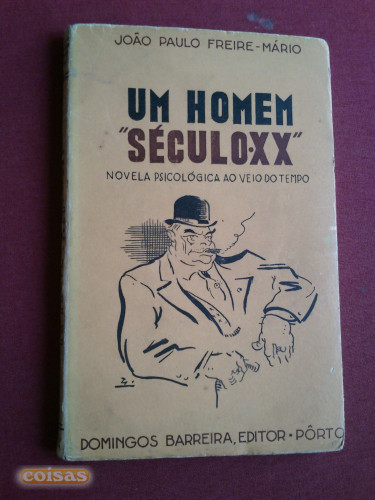 JOÃO PAULO FREIRE-MÁRIO
UM HOMEM
"SÉCULO·XX"
NOVELA PSICOLÓGICA AO VEIO DO TEMPO
DOMINGOS BARREIRA, EDITOR · PÔRTO
coisas